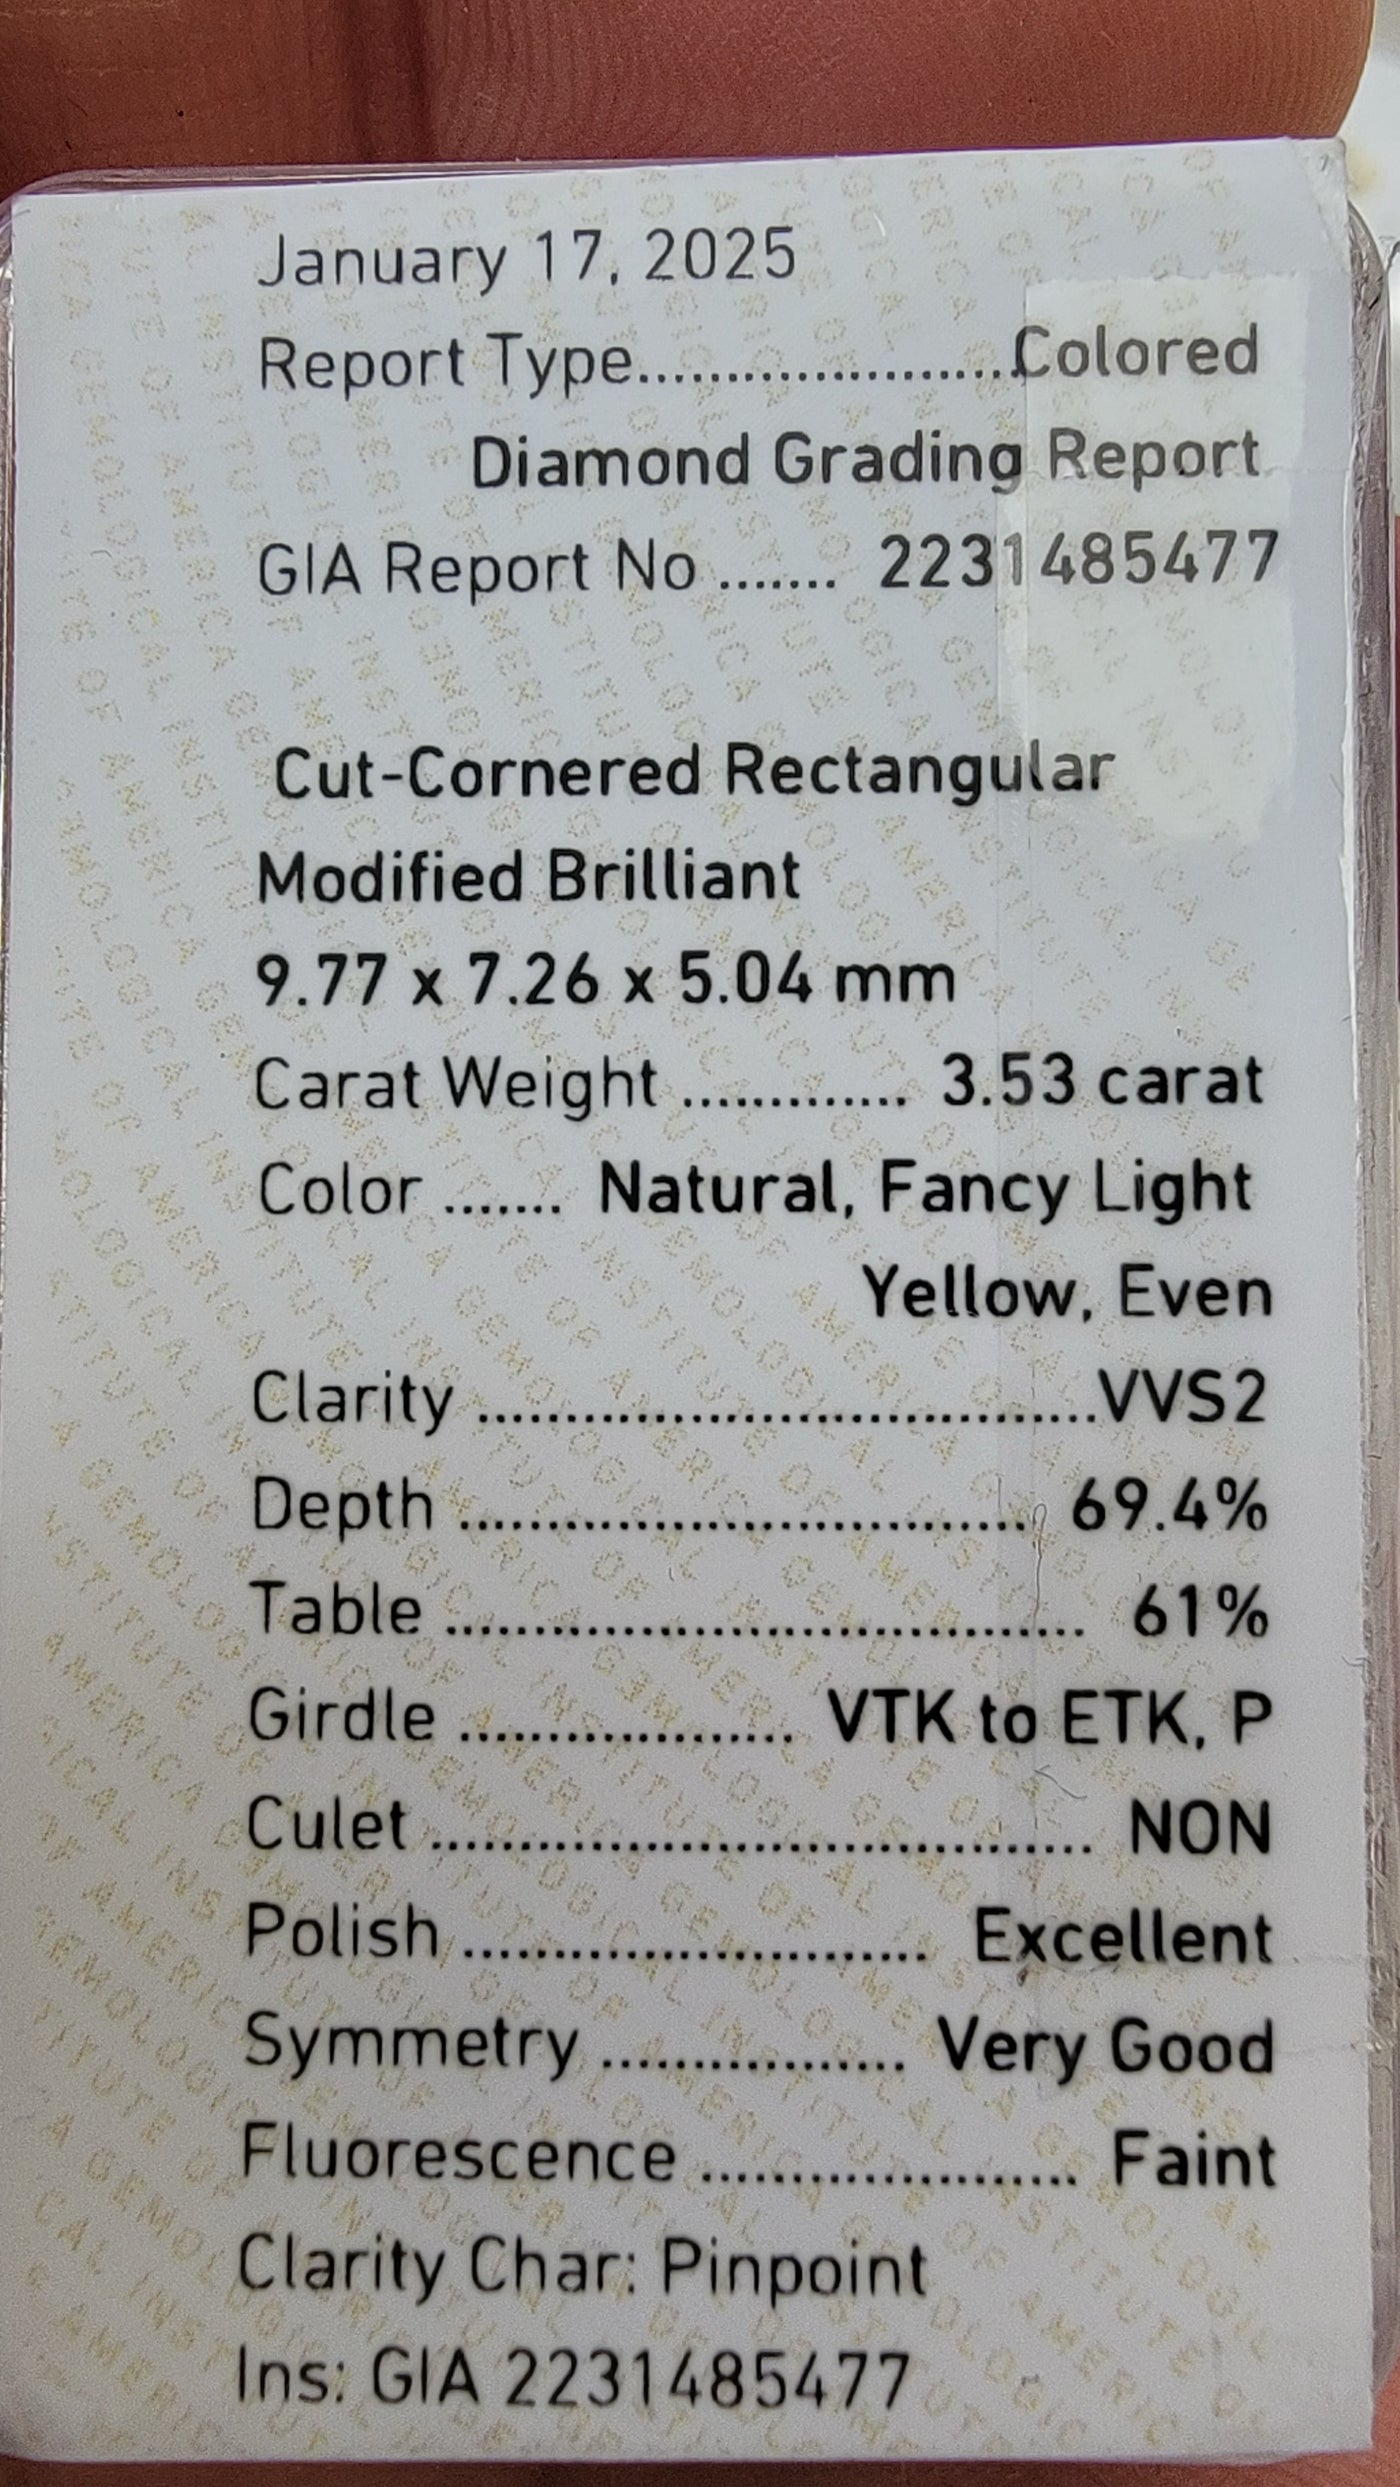 January 17, 2025
Report Type.......................Colored
Diamond Grading Report
GIA Report No ....... 2231485477
Cut-Cornered Rectangular
Modified Brilliant
9.77 x 7.26 x 5.04 mm
Carat Weight ............. 3.53 carat
Color ....... Natural, Fancy Light
Yellow, Even
Clarity ........................................VVS2
Depth ..................................... 69.4%
Table ........................................ 61%
Girdle .................... VTK to ETK, P
Culet ......................................... NON
Polish ............................. Excellent
Symmetry ................. Very Good
Fluorescence ...................... Faint
Clarity Char: Pinpoint
Ins: GIA 2231485477